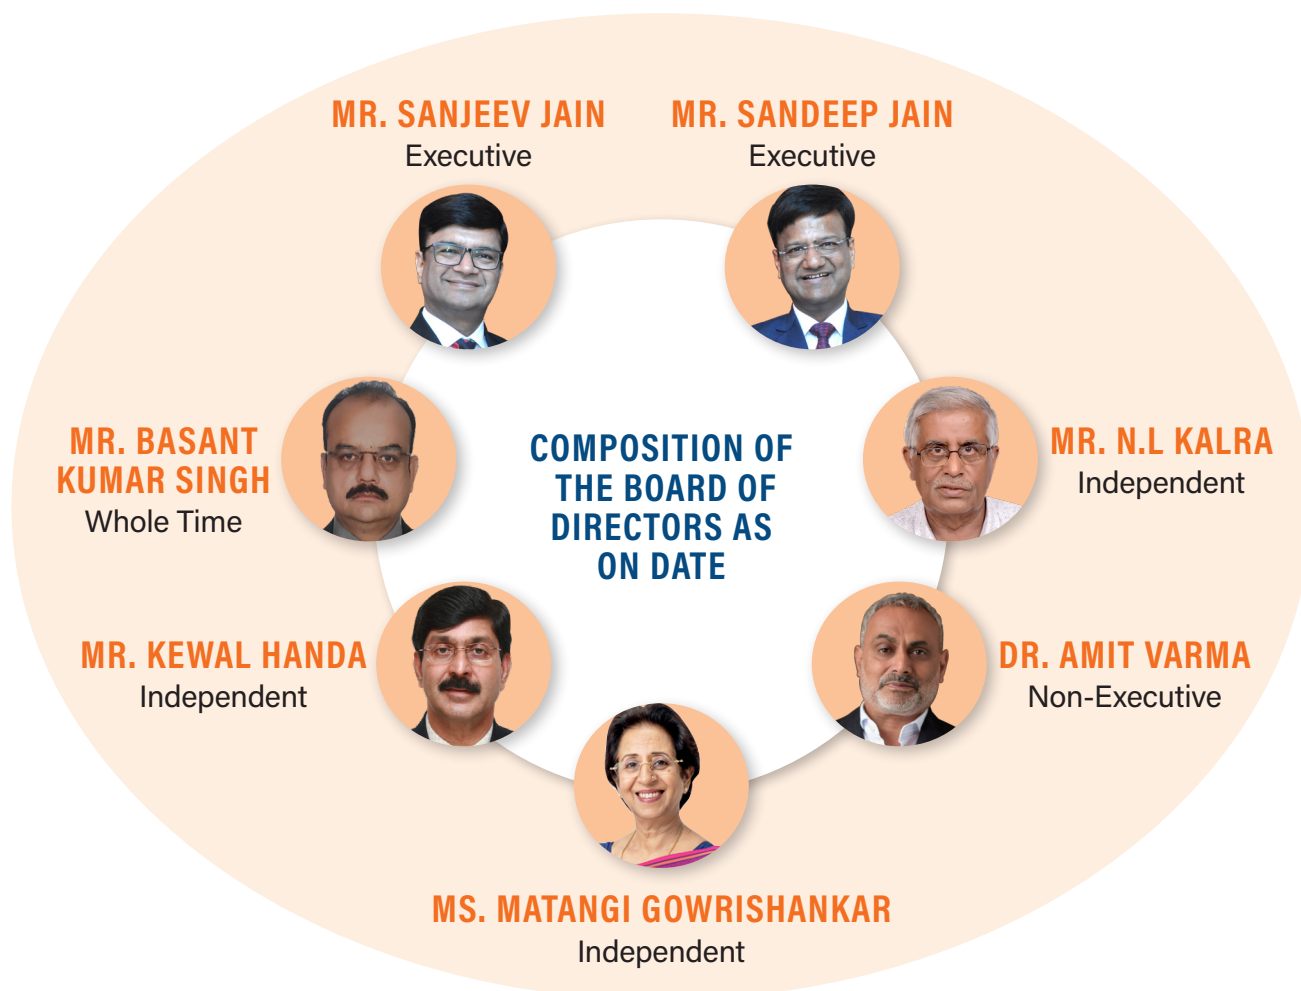 MR. SANJEEV JAIN
Executive
MR. SANDEEP JAIN
Executive
MR. BASANT
KUMAR SINGH
Whole Time
COMPOSITION OF
THE BOARD OF
DIRECTORS AS
ON DATE
MR. N.L KALRA
Independent
MR. KEWAL HANDA
Independent
DR. AMIT VARMA
Non-Executive
MS. MATANGI GOWRISHANKAR
Independent